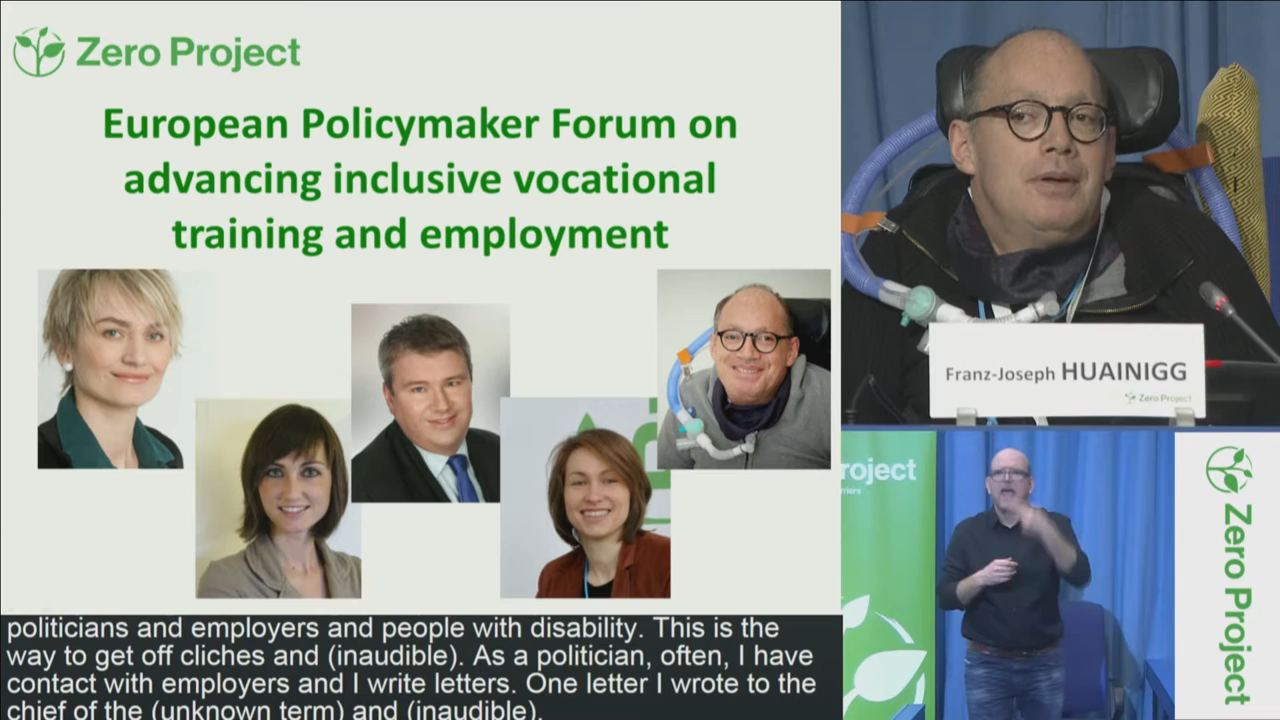 Zero Project
European Policymaker Forum on
advancing inclusive vocational
training and employment
Franz-Joseph HUAINIGG
Zero Project
roject
rriers
Zero Project
politicians and employers and people with disability. This is the
way to get off cliches and (inaudible). As a politician, often, I have
contact with employers and I write letters. One letter I wrote to the
chief of the (unknown term) and (inaudible).